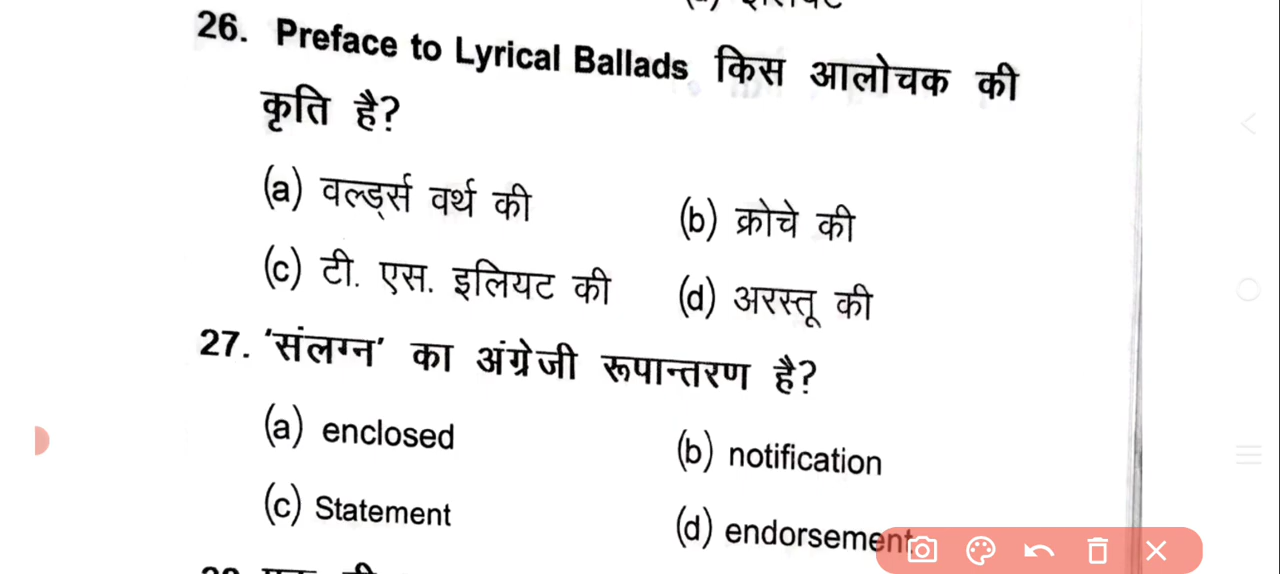 26. Preface to Lyrical Ballads किस आलोचक की
कृति है?
(a) वर्ल्ड्स वर्थ की (b) क्रोचे की
(c) टी. एस. इलियट की (d) अरस्तू की
27. 'संलग्न' का अंग्रेजी रूपान्तरण है?
(a) enclosed (b) notification
(c) Statement (d) endorsement